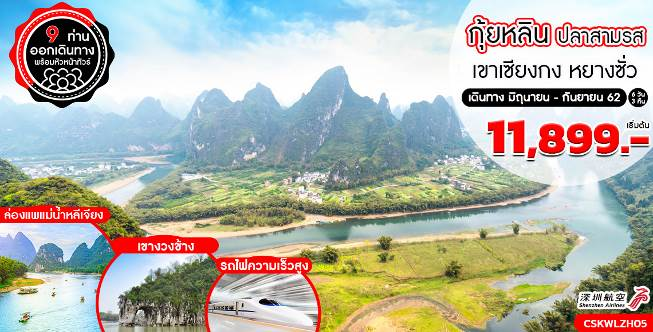 9 ท่าน
ออกเดินทาง
พร้อมหัวหน้าทัวร์
กุ้ยหลิน ปลาสามรส
เขาเซียงกง หยางซั่ว
เดินทาง มิถุนายน - กันยายน 62
6 วัน
3 คืน
เริ่มต้น
11,899.-
ล่องแพแม่น้ำหลีเจียง
เขางวงช้าง
รถไฟความเร็วสูง
深圳航空
Shenzhen Airlines
CSKWLZH05